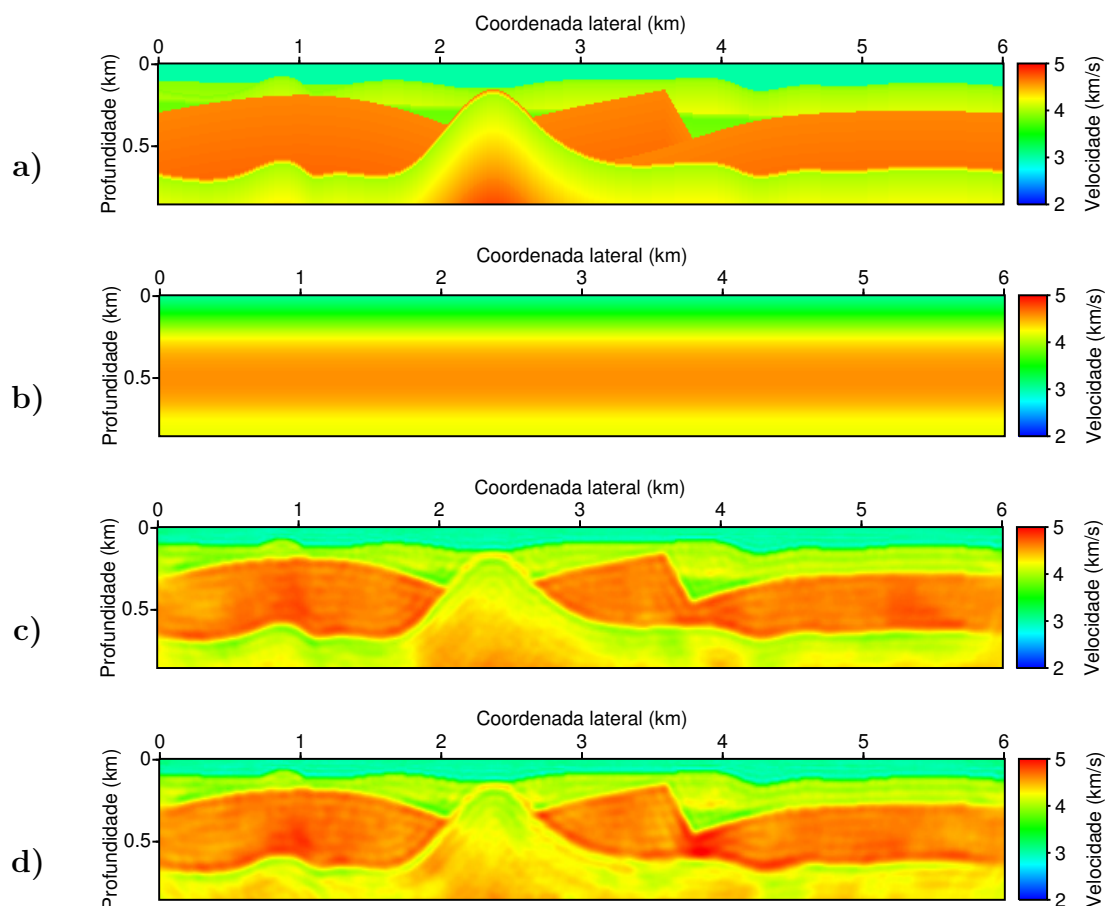 Coordenada lateral (km)
0 1 2 3 4 5 6
0
0.5
Profundidade (km)
a)
5
4
3
2
Velocidade (km/s)
Coordenada lateral (km)
0 1 2 3 4 5 6
0
0.5
Profundidade (km)
b)
5
4
3
2
Velocidade (km/s)
Coordenada lateral (km)
0 1 2 3 4 5 6
0
0.5
Profundidade (km)
c)
5
4
3
2
Velocidade (km/s)
Coordenada lateral (km)
0 1 2 3 4 5 6
0
0.5
Profundidade (km)
d)
5
4
3
2
Velocidade (km/s)